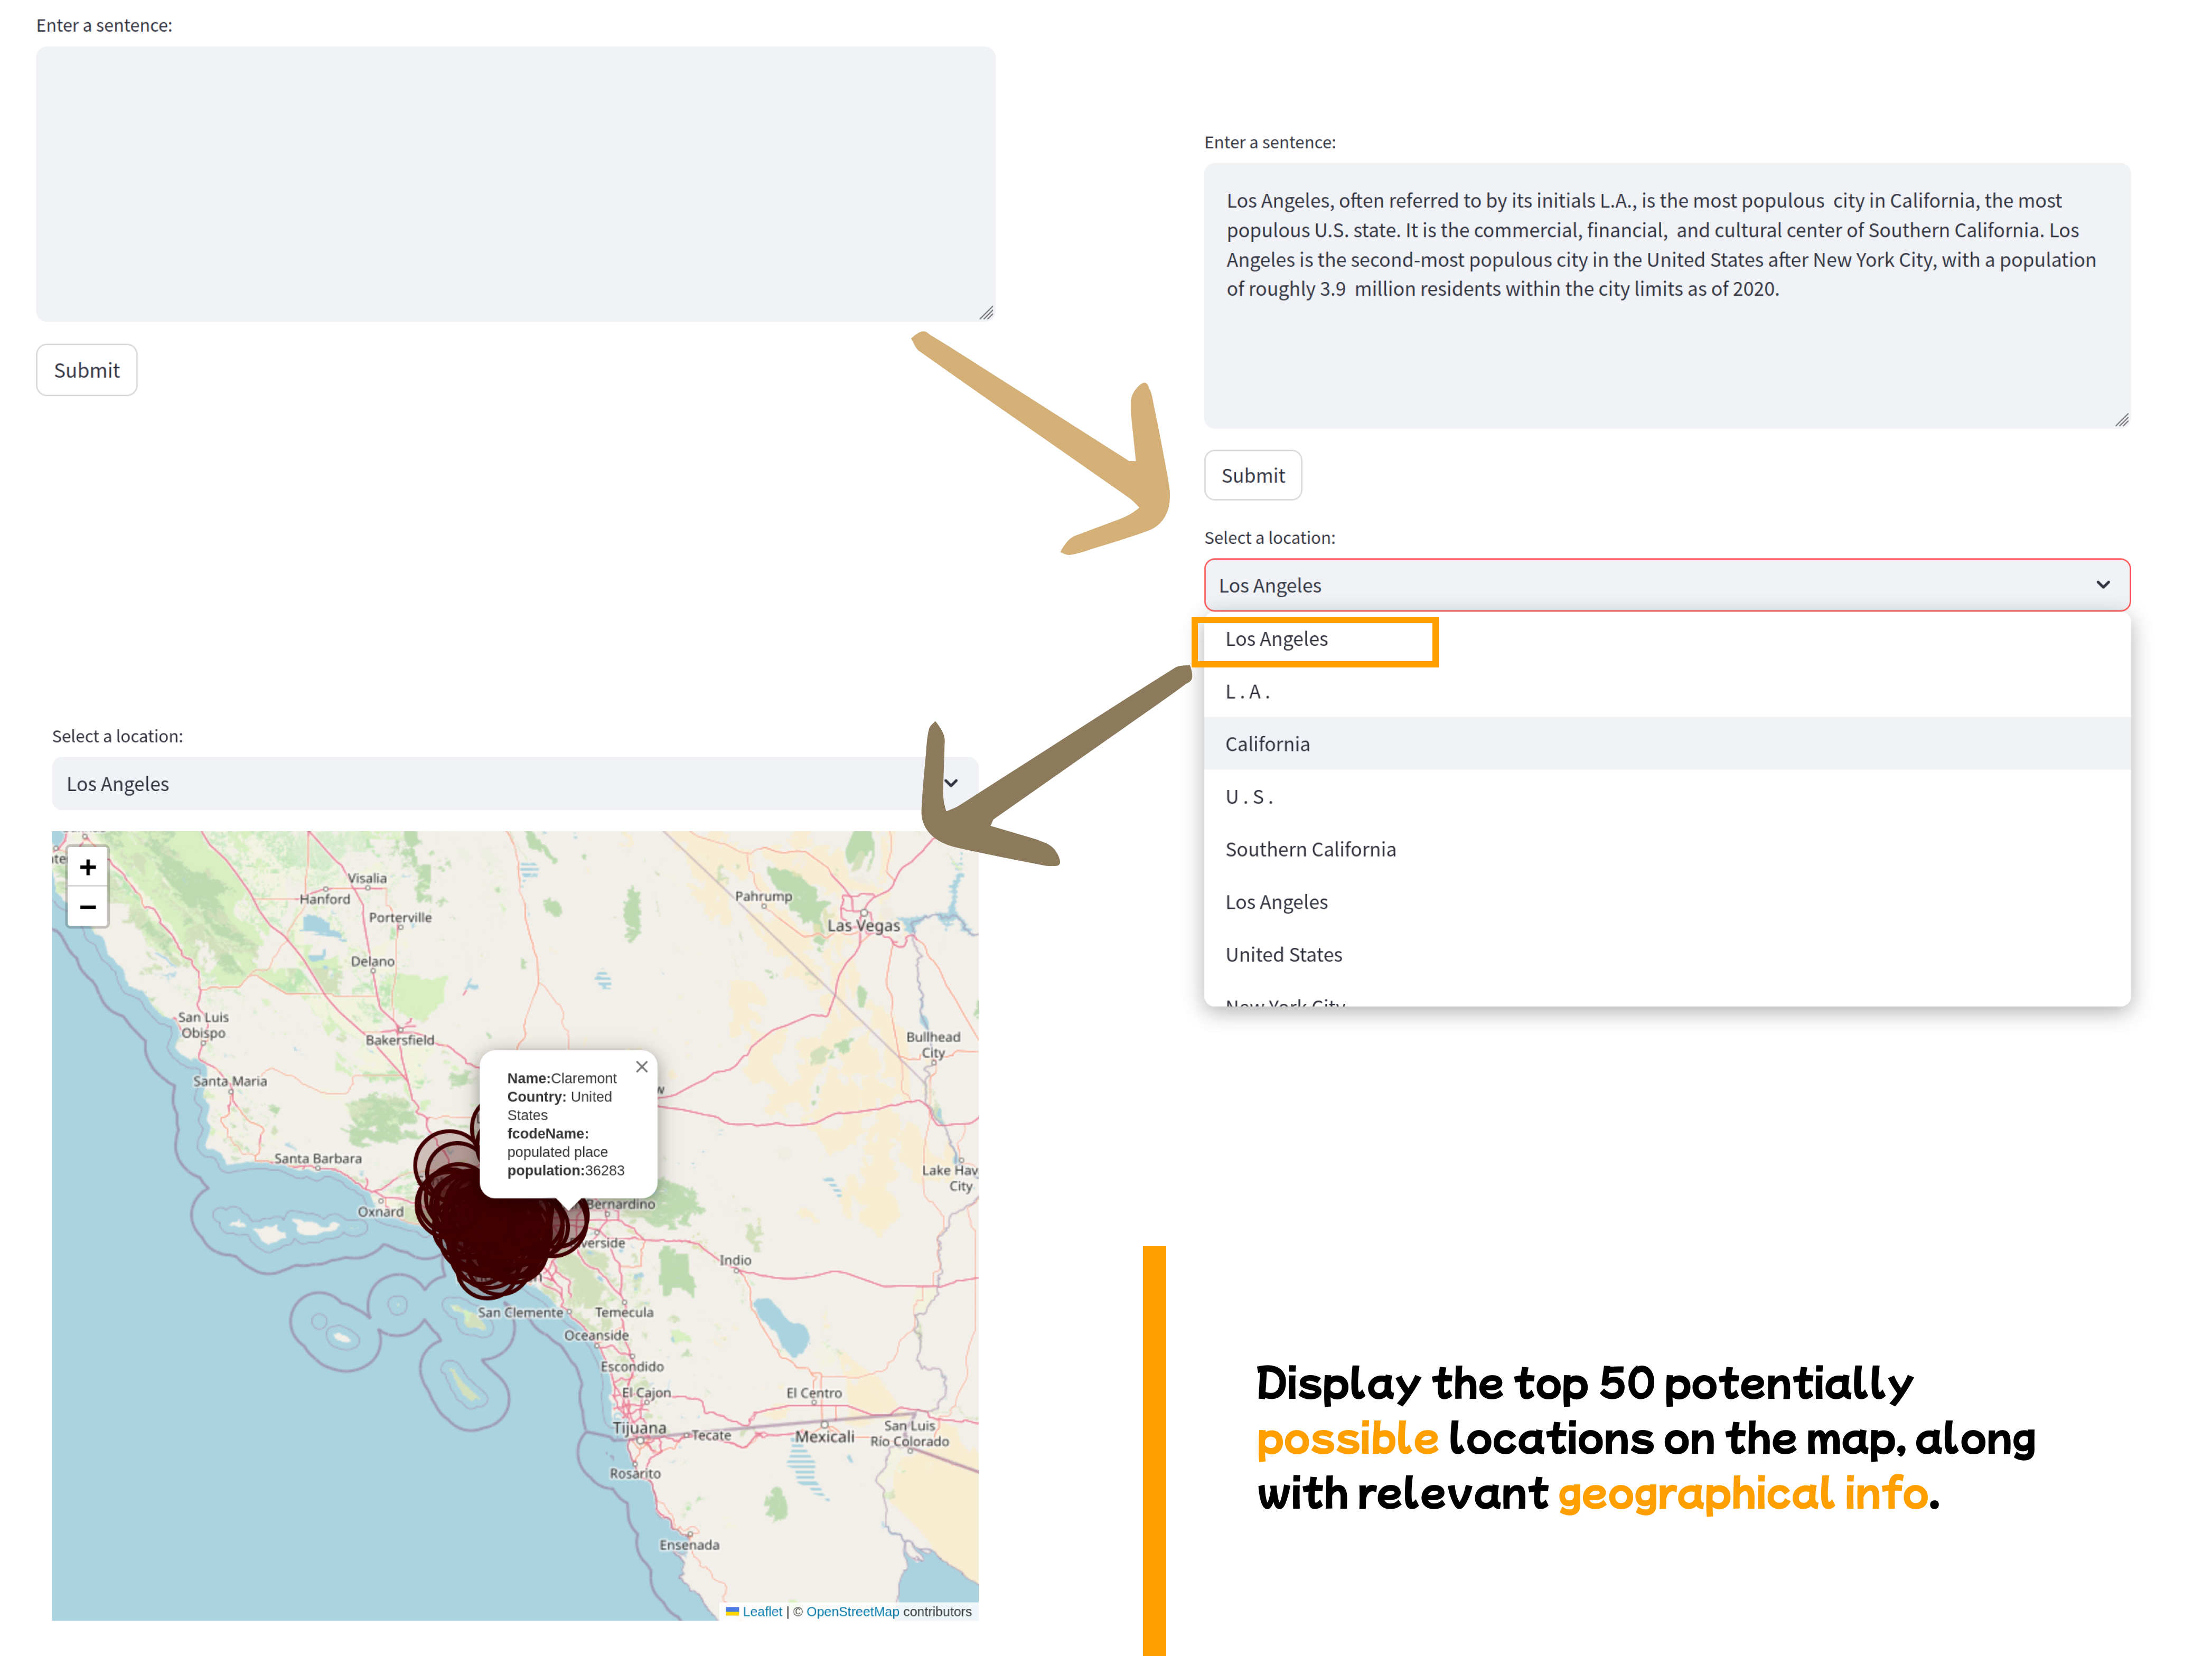 Enter a sentence:
Submit
Enter a sentence:
Los Angeles, often referred to by its initials L.A., is the most populous  city in California, the most
populous U.S. state. It is the commercial, financial,  and cultural center of Southern California. Los
Angeles is the second-most populous city in the United States after New York City, with a population
of roughly 3.9  million residents within the city limits as of 2020.
Submit
Select a location:
Los Angeles
Los Angeles
L . A .
California
U . S .
Southern California
Los Angeles
United States
New York City
Select a location:
Los Angeles
+
−
Visalia
Hanford
Porterville
Delano
Pahrump
Las Vegas
San Luis
Obispo
Bakersfield
Bullhead
City
Santa Maria
Name:Claremont
Country: United
States
fcodeName:
populated place
population:36283
×
Santa Barbara
Lake Hav
City
Oxnard
Bernardino
verside
Indio
San Clemente
Temecula
Oceanside
Escondido
El Cajon
El Centro
Tijuana
Tecate
Mexicali
San Luis
Río Colorado
Rosarito
Ensenada
Leaflet | © OpenStreetMap contributors
Display the top 50 potentially
possible locations on the map, along
with relevant geographical info.